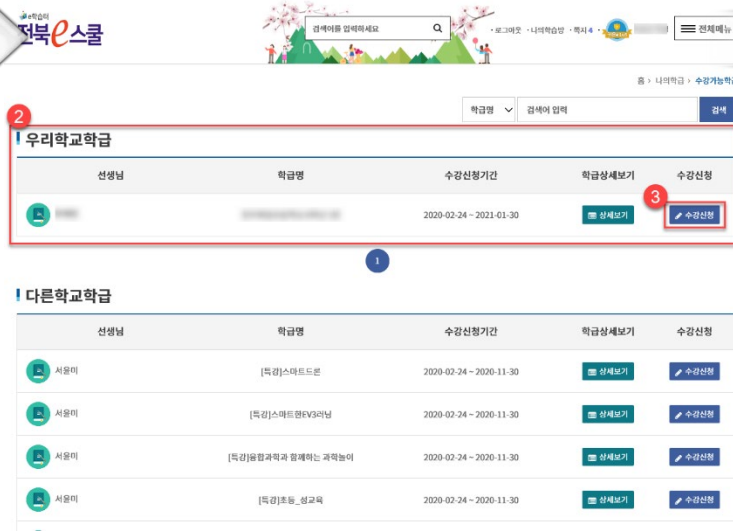 e학습터
전북e스쿨
검색어를 입력하세요
· 로그아웃 · 나의학습방 · 쪽지 4 ·
전체메뉴
홈 > 나의학급 > 수강가능학급
학급명 검색어 입력 검색
2
우리학교학급
선생님 학급명 수강신청기간 학급상세보기 수강신청
3
2020-02-24 ~ 2021-01-30 상세보기 수강신청
1
다른학교학급
선생님 학급명 수강신청기간 학급상세보기 수강신청
서윤미 [특강]스마트드론 2020-02-24 ~ 2020-11-30 상세보기 수강신청
서윤미 [특강]스마트한EV3러닝 2020-02-24 ~ 2020-11-30 상세보기 수강신청
서윤미 [특강]융합과학과 함께하는 과학놀이 2020-02-24 ~ 2020-11-30 상세보기 수강신청
서윤미 [특강]초등_성교육 2020-02-24 ~ 2020-11-30 상세보기 수강신청